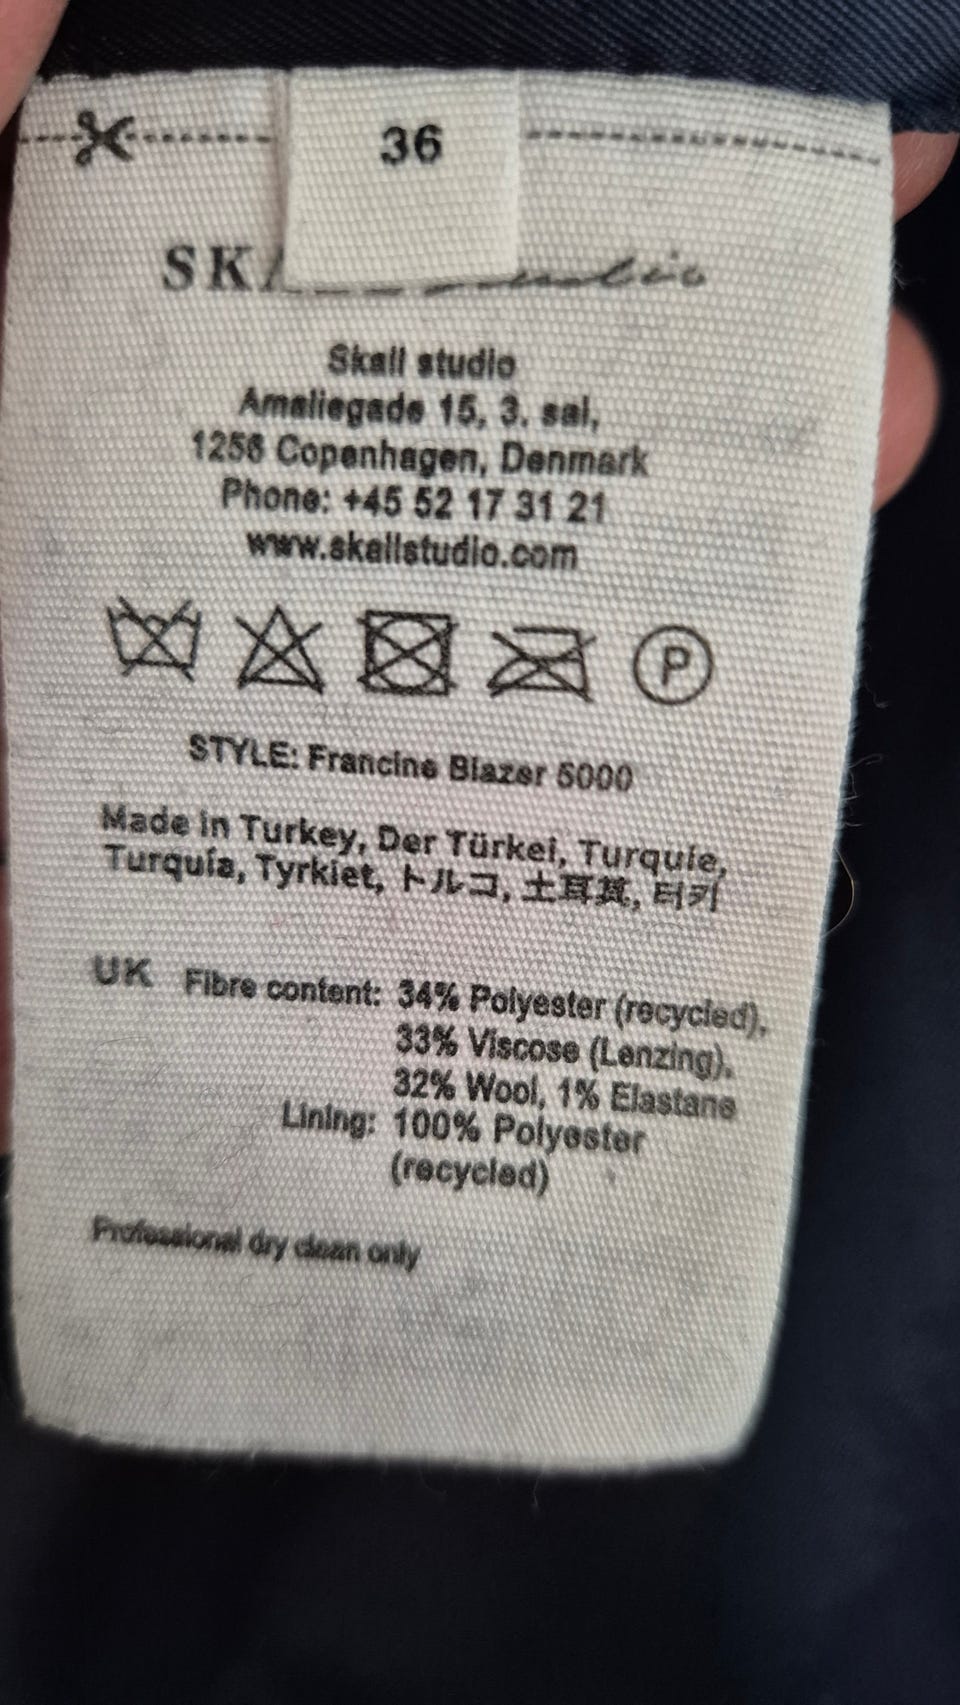 36
SK
Skall studio
Amaliegade 15, 3. sal,
1256 Copenhagen, Denmark
Phone: +45 52 17 31 21
www.skallstudio.com
P
STYLE: Francine Blazer 5000
Made in Turkey, Der Türkei, Turquie,
Turquía, Tyrkiet, トルコ, 土耳其, 터키
UK Fibre content: 34% Polyester (recycled),
33% Viscose (Lenzing),
32% Wool, 1% Elastane
Lining: 100% Polyester
(recycled)
Professional dry clean only